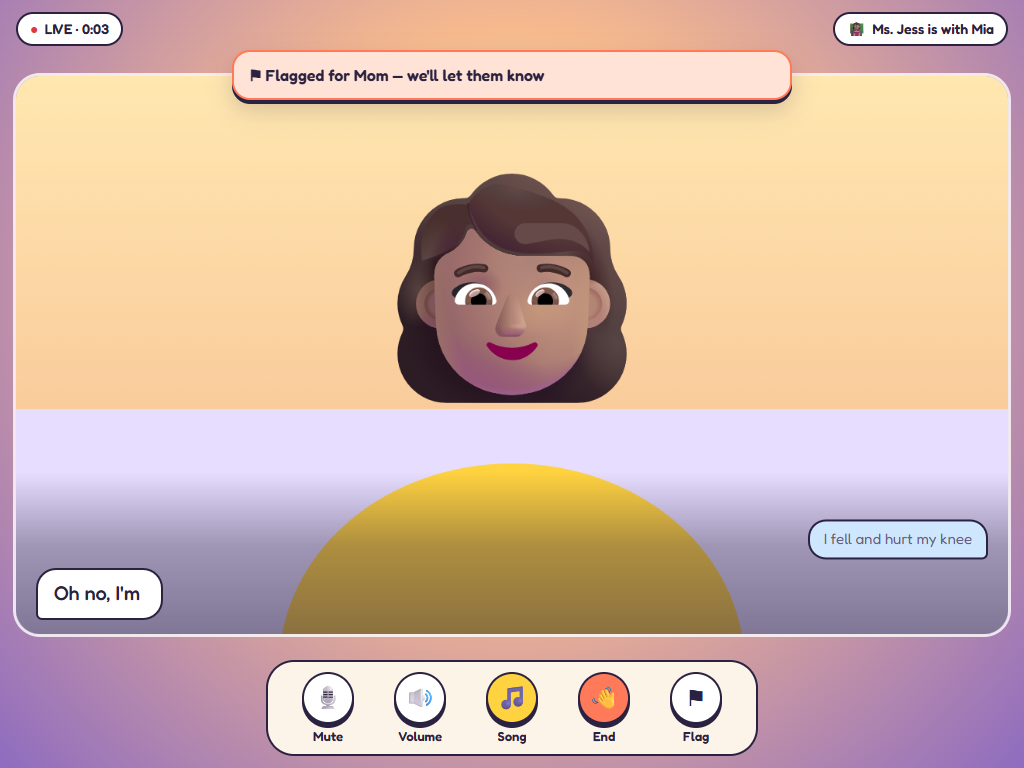 LIVE · 0:03
Ms. Jess is with Mia
⚑ Flagged for Mom — we'll let them know
I fell and hurt my knee
Oh no, I'm
Mute
Volume
Song
End
Flag